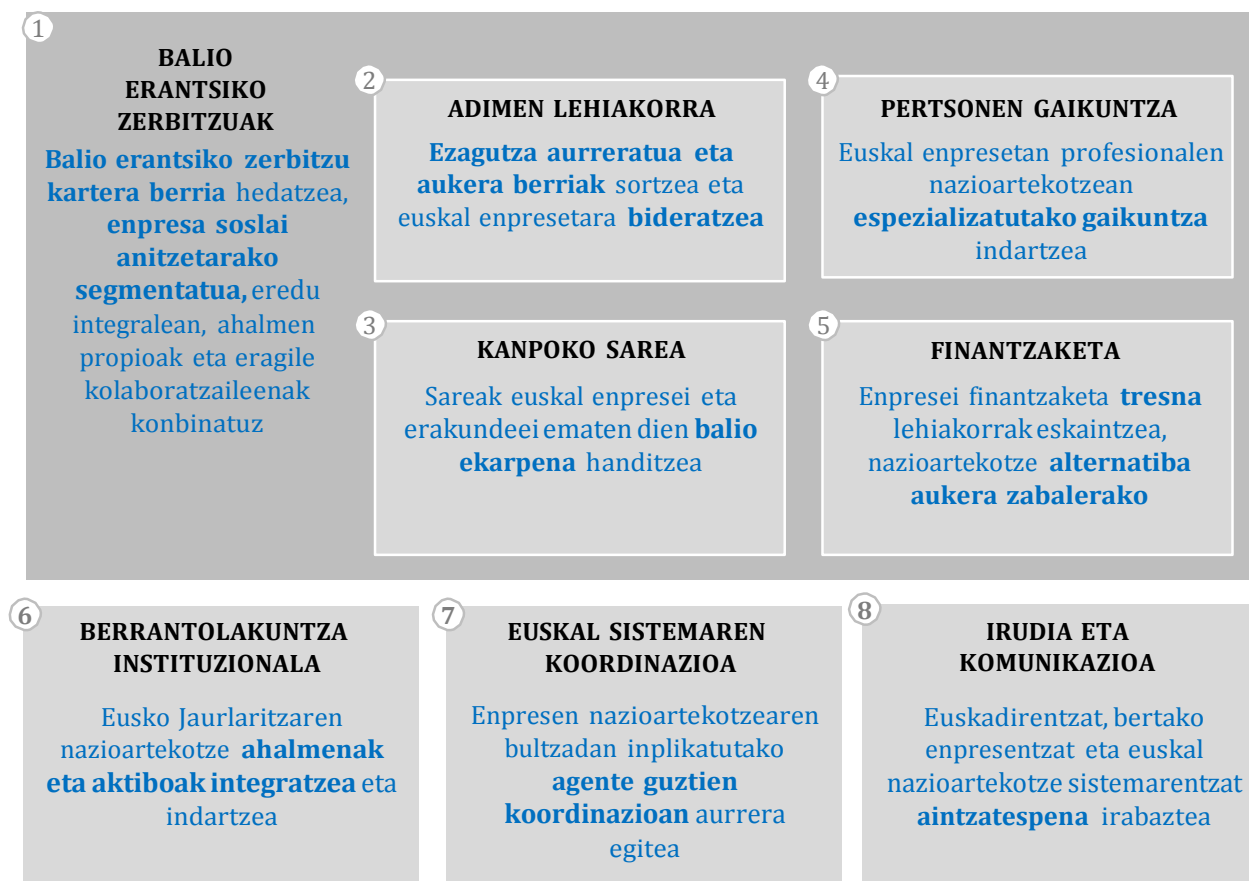 1
BALIO
ERANTSIKO
ZERBITZUAK
Balio erantsiko zerbitzu
kartera berria hedatzea,
enpresa soslai
anitzetarako
segmentatua, eredu
integralean, ahalmen
propioak eta eragile
kolaboratzaileenak
konbinatuz
2
ADIMEN LEHIAKORRA
Ezagutza aurreratua eta
aukera berriak sortzea eta
euskal enpresetara bideratzea
3
KANPOKO SAREA
Sareak euskal enpresei eta
erakundeei ematen dien balio
ekarpena handitzea
4
PERTSONEN GAIKUNTZA
Euskal enpresetan profesionalen
nazioartekotzean
espezializatutako gaikuntza
indartzea
5
FINANTZAKETA
Enpresei finantzaketa tresna
lehiakorrak eskaintzea,
nazioartekotze alternatiba
aukera zabalerako
6
BERRANTOLAKUNTZA
INSTITUZIONALA
Eusko Jaurlaritzaren
nazioartekotze ahalmenak
eta aktiboak integratzea eta
indartzea
7
EUSKAL SISTEMAREN
KOORDINAZIOA
Enpresen nazioartekotzearen
bultzadan inplikatutako
agente guztien
koordinazioan aurrera
egitea
8
IRUDIA ETA
KOMUNIKAZIOA
Euskadirentzat, bertako
enpresentzat eta euskal
nazioartekotze sistemarentzat
aintzatespena irabaztea